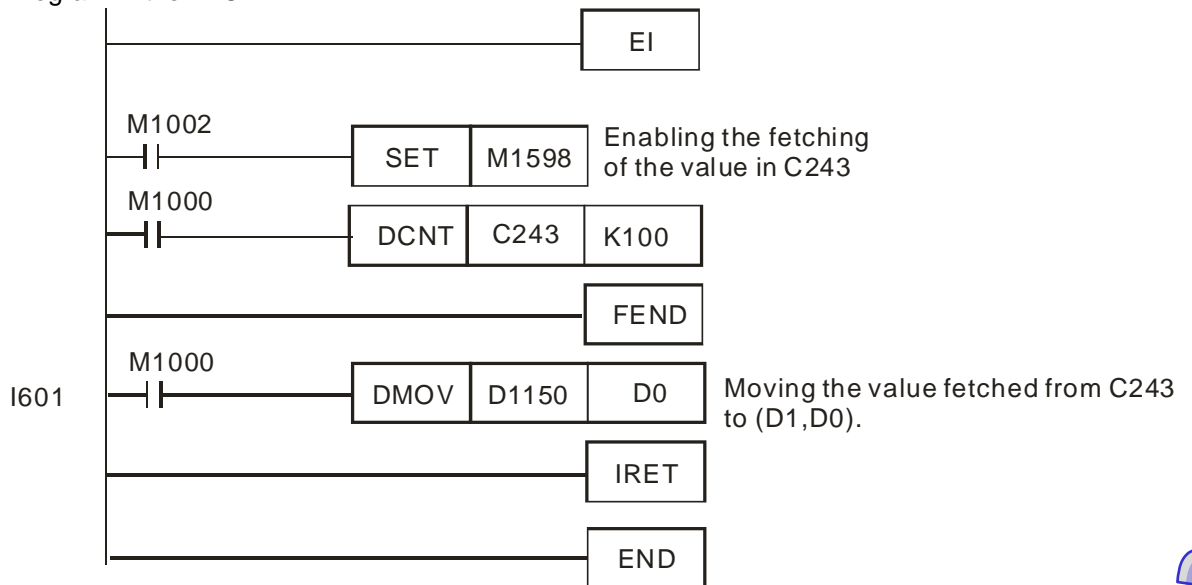 EI
M1002
SET M1598 Enabling the fetching
of the value in C243
M1000
DCNT C243 K100
FEND
M1000
I601 DMOV D1150 D0 Moving the value fetched from C243
to (D1,D0).
IRET
END